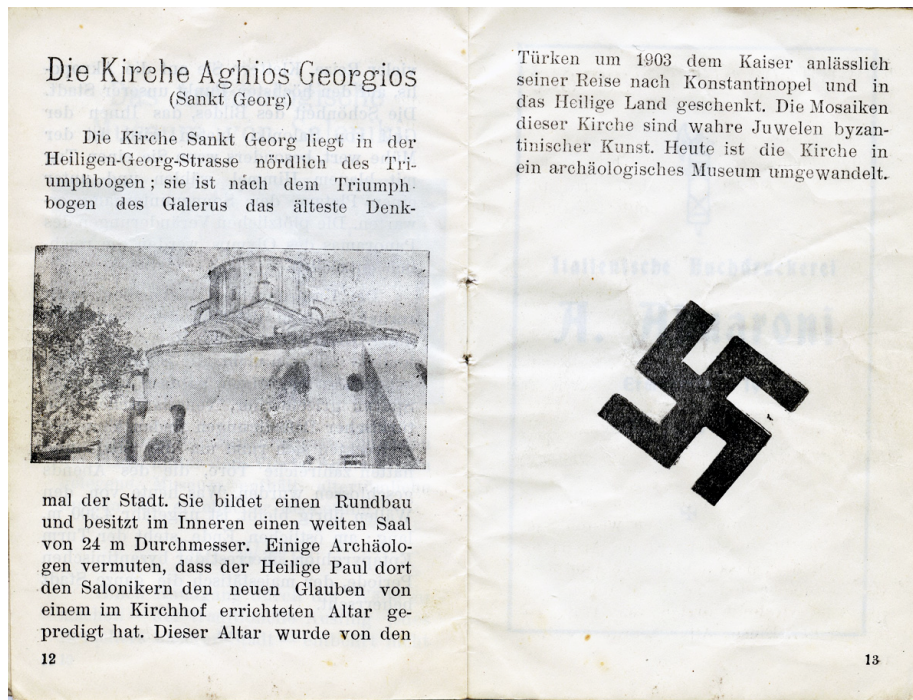 Die Kirche Aghios Georgios
(Sankt Georg)
Die Kirche Sankt Georg liegt in der
Heiligen-Georg-Strasse nördlich des Tri-
umphbogen ; sie ist nach dem Triumph-
bogen des Galerus das älteste Denk-
mal der Stadt. Sie bildet einen Rundbau
und besitzt im Inneren einen weiten Saal
von 24 m Durchmesser. Einige Archäolo-
gen vermuten, dass der Heilige Paul dort
den Salonikern den neuen Glauben von
einem im Kirchhof errichteten Altar ge-
predigt hat. Dieser Altar wurde von den
12
Türken um 1903 dem Kaiser anlässlich
seiner Reise nach Konstantinopel und in
das Heilige Land geschenkt. Die Mosaiken
dieser Kirche sind wahre Juwelen byzan-
tinischer Kunst. Heute ist die Kirche in
ein archäologisches Museum umgewandelt.
13